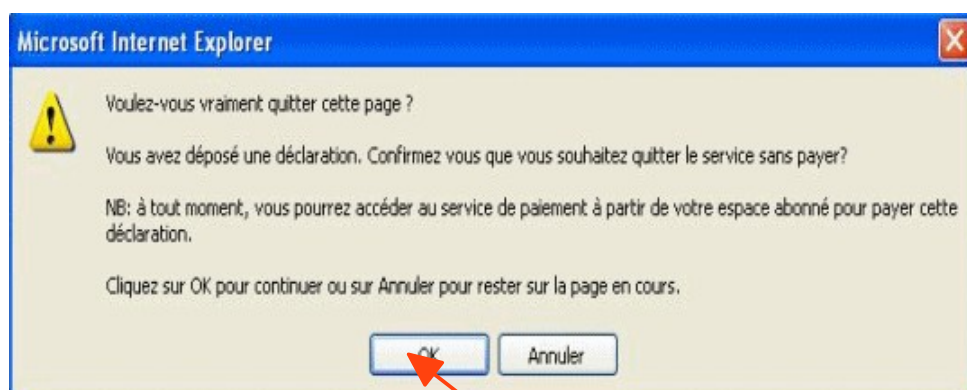 Microsoft Internet Explorer
Voulez-vous vraiment quitter cette page ?
Vous avez déposé une déclaration. Confirmez vous que vous souhaitez quitter le service sans payer?
NB: à tout moment, vous pourrez accéder au service de paiement à partir de votre espace abonné pour payer cette
déclaration.
Cliquez sur OK pour continuer ou sur Annuler pour rester sur la page en cours.
OK Annuler